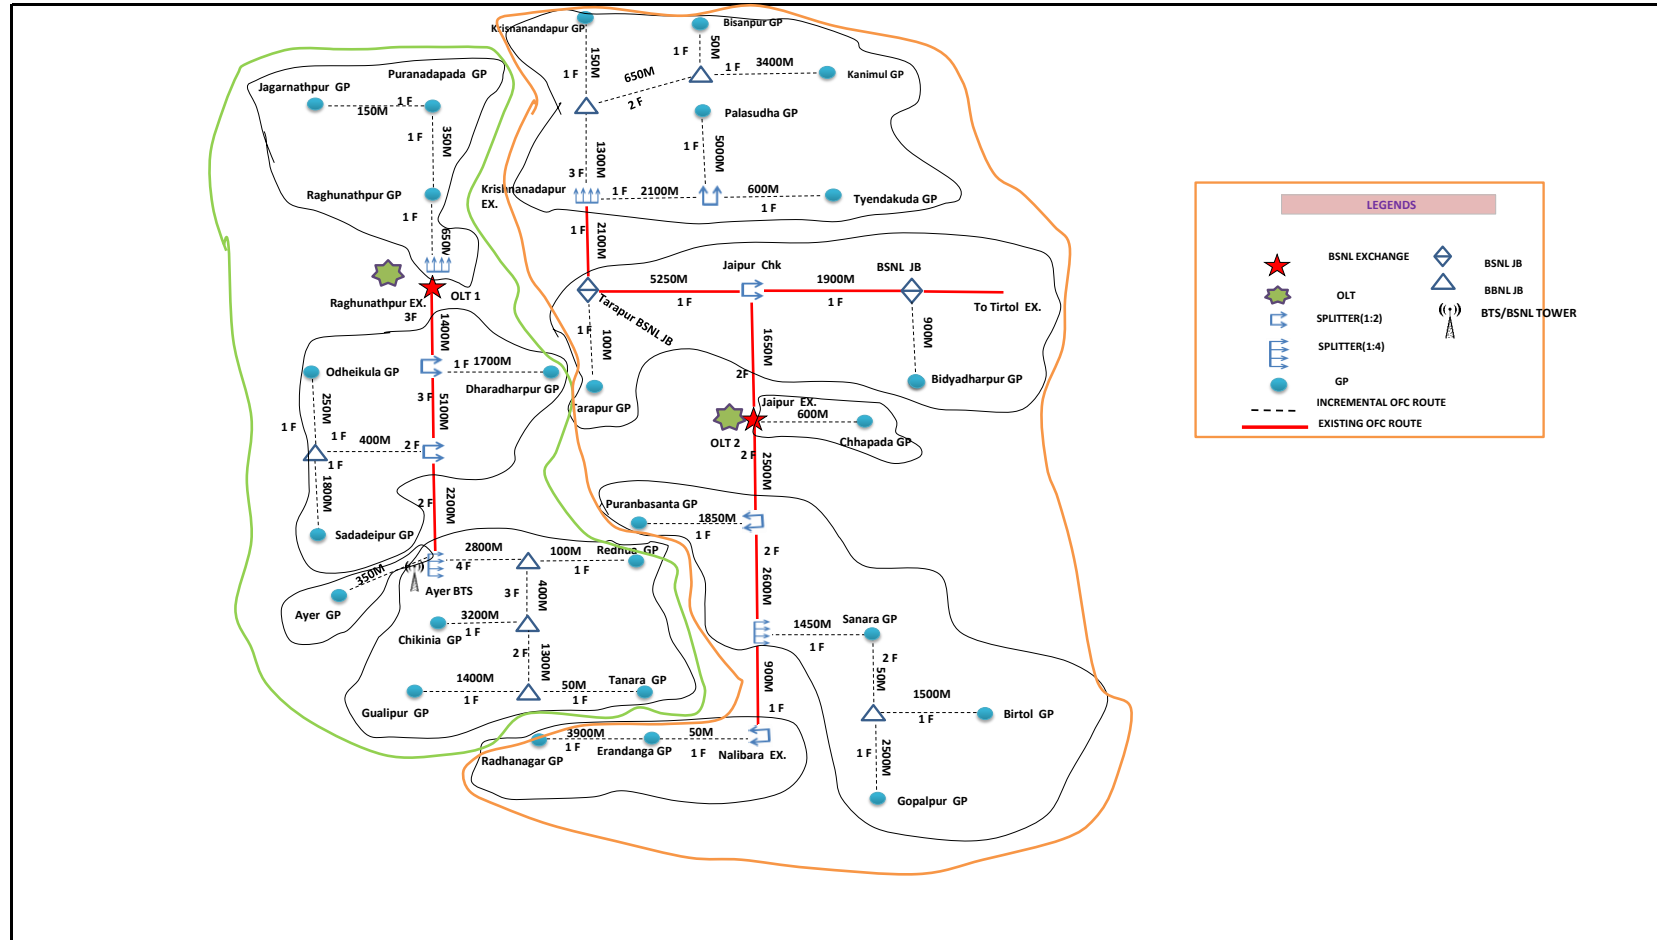 Krisnanandapur GP
Bisanpur GP
1 F
50M
150M
1 F
650M
2 F
1 F
3400M
Kanimul GP
Puranadapada GP
Jagarnathpur GP
1 F
150M
1 F
350M
Palasudha GP
1 F
5000M
1300M
3 F
Raghunathpur GP
1 F
650M
Krishnanadapur
EX.
1 F
2100M
600M
1 F
Tyendakuda GP
1 F
2100M
Jaipur Chk
BSNL JB
5250M
1 F
1900M
1 F
To Tirtol EX.
Raghunathpur EX.
OLT 1
3F
1400M
Tarapur BSNL JB
1 F
100M
Tarapur GP
1650M
2F
900M
Bidyadharpur GP
Odheikula GP
1 F
1700M
Dharadharpur GP
3 F
5100M
250M
1 F
1 F
400M
2 F
1 F
1800M
Sadadeipur GP
2 F
2200M
Jaipur EX.
600M
Chhapada GP
OLT 2
2 F
2500M
Puranbasanta GP
1850M
1 F
2 F
2600M
2800M
4 F
100M
1 F
Redhua GP
350M
Ayer GP
Ayer BTS
3 F
400M
3200M
1 F
Chikinia GP
2 F
1300M
1400M
1 F
Gualipur GP
50M
1 F
Tanara GP
1450M
1 F
Sanara GP
2 F
50M
1500M
1 F
Birtol GP
1 F
2500M
Gopalpur GP
900M
1 F
3900M
1 F
Radhanagar GP
Erandanga GP
50M
1 F
Nalibara EX.
LEGENDS
BSNL EXCHANGE
BSNL JB
OLT
BBNL JB
SPLITTER(1:2)
BTS/BSNL TOWER
SPLITTER(1:4)
GP
INCREMENTAL OFC ROUTE
EXISTING OFC ROUTE